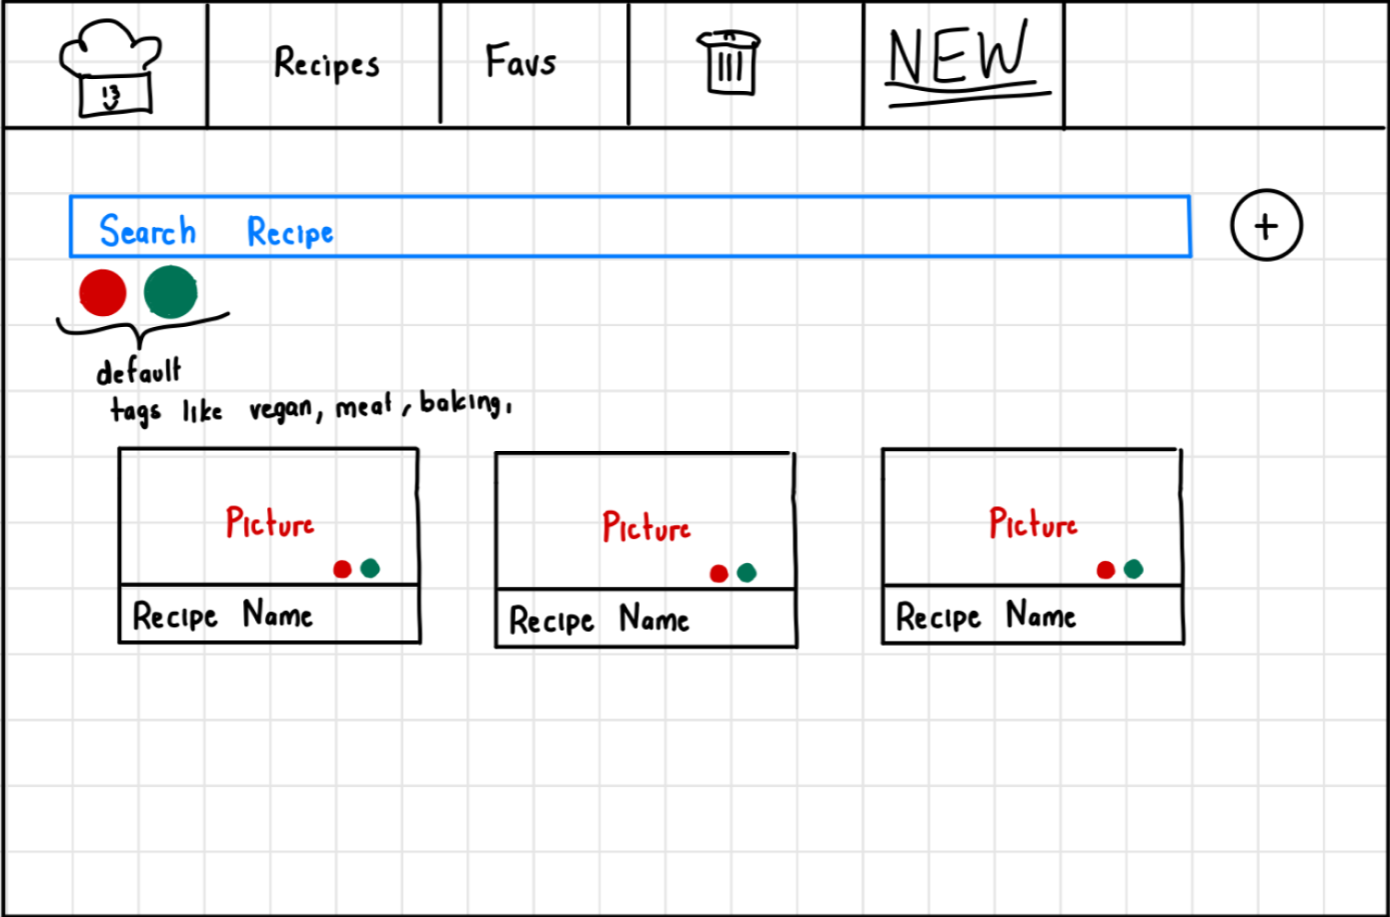 Recipes Favs NEW
Search Recipe
+
default
tags like vegan, meat, baking,
Picture Picture Picture
Recipe Name Recipe Name Recipe Name